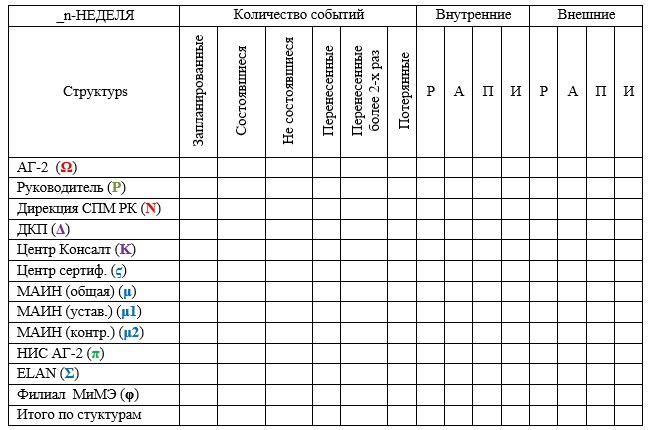 _n-НЕДЕЛЯ Количество событий Внутренние Внешние
Структурs Запланированные Состоявшиеся Не состоявшиеся Перенесенные Перенесенные более 2-х раз Потерянные Р А П И Р А П И
АГ-2 (Ω)
Руководитель (Р)
Дирекция СПМ РК (N)
ДКП (Δ)
Центр Консалт (К)
Центр сертиф. (ς)
МАИН (общая) (μ)
МАИН (устав.) (μ1)
МАИН (контр.) (μ2)
НИС АГ-2 (π)
ELAN (Σ)
Филиал МиМЭ (φ)
Итого по стуктурам